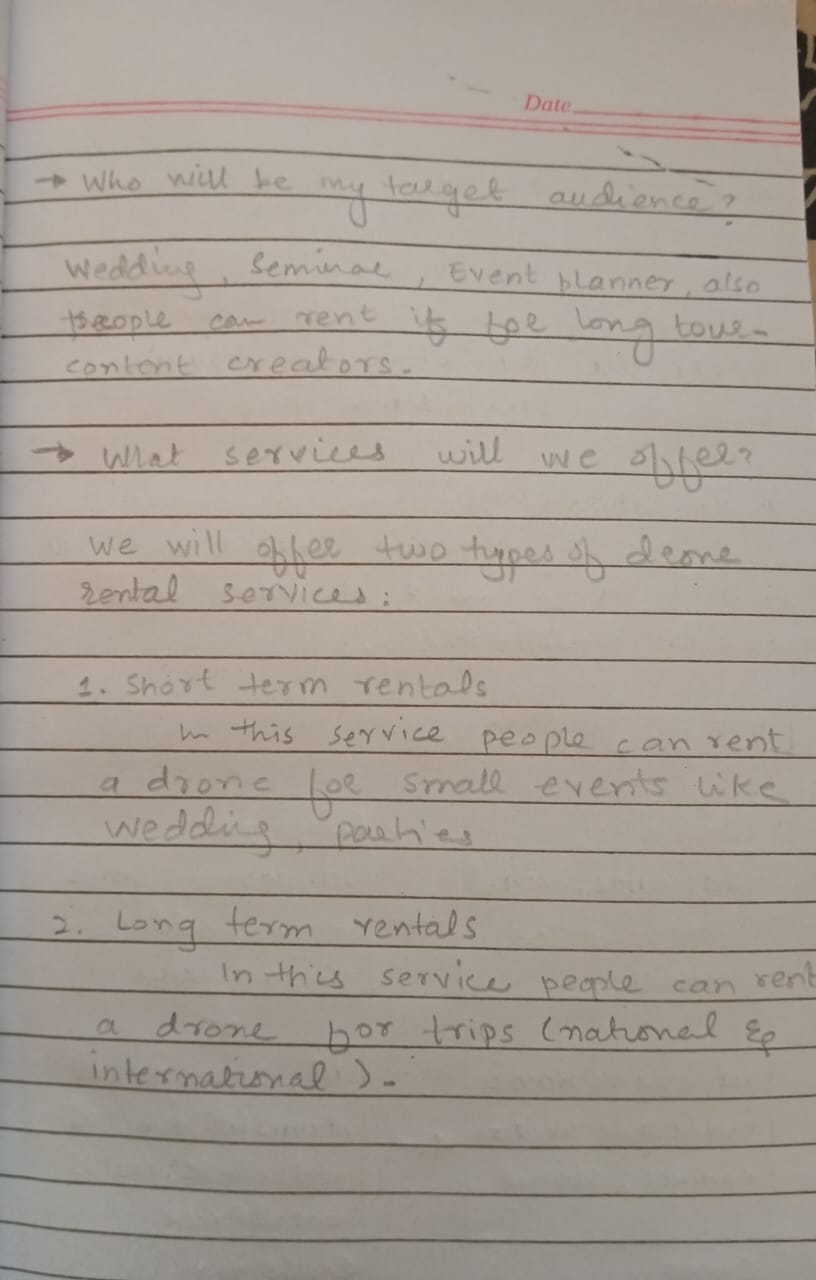 Date
→ Who will be my target audience?
Wedding, Seminar, Event planner, also
people can rent it for long tour-
content creators.
→ What services will we offer?
We will offer two types of drone
rental services:
1. Short term rentals
In this service people can rent
a drone for small events like
wedding, parties
2. Long term rentals
In this service people can rent
a drone for trips (national &
international).